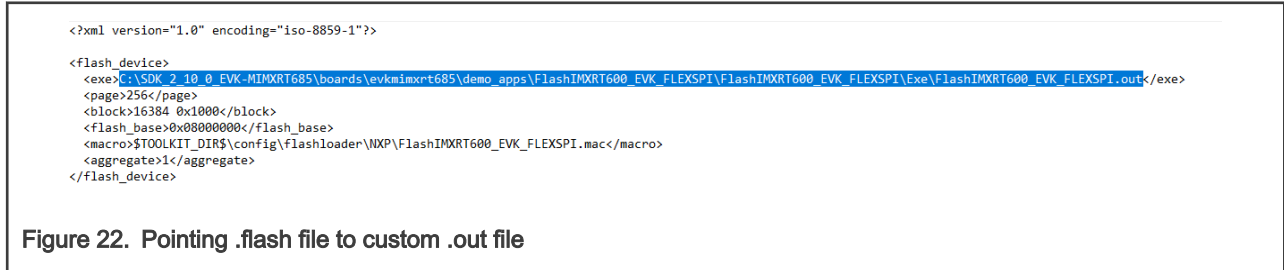 <?xml version="1.0" encoding="iso-8859-1"?>
<flash_device>
<exe>C:\SDK_2_10_0_EVK-MIMXRT685\boards\evkmimxrt685\demo_apps\FlashIMXRT600_EVK_FLEXSPI\FlashIMXRT600_EVK_FLEXSPI\Exe\FlashIMXRT600_EVK_FLEXSPI.out</exe>
<page>256</page>
<block>16384 0x1000</block>
<flash_base>0x08000000</flash_base>
<macro>$TOOLKIT_DIR$\config\flashloader\NXP\FlashIMXRT600_EVK_FLEXSPI.mac</macro>
<aggregate>1</aggregate>
</flash_device>
Figure 22. Pointing .flash file to custom .out file